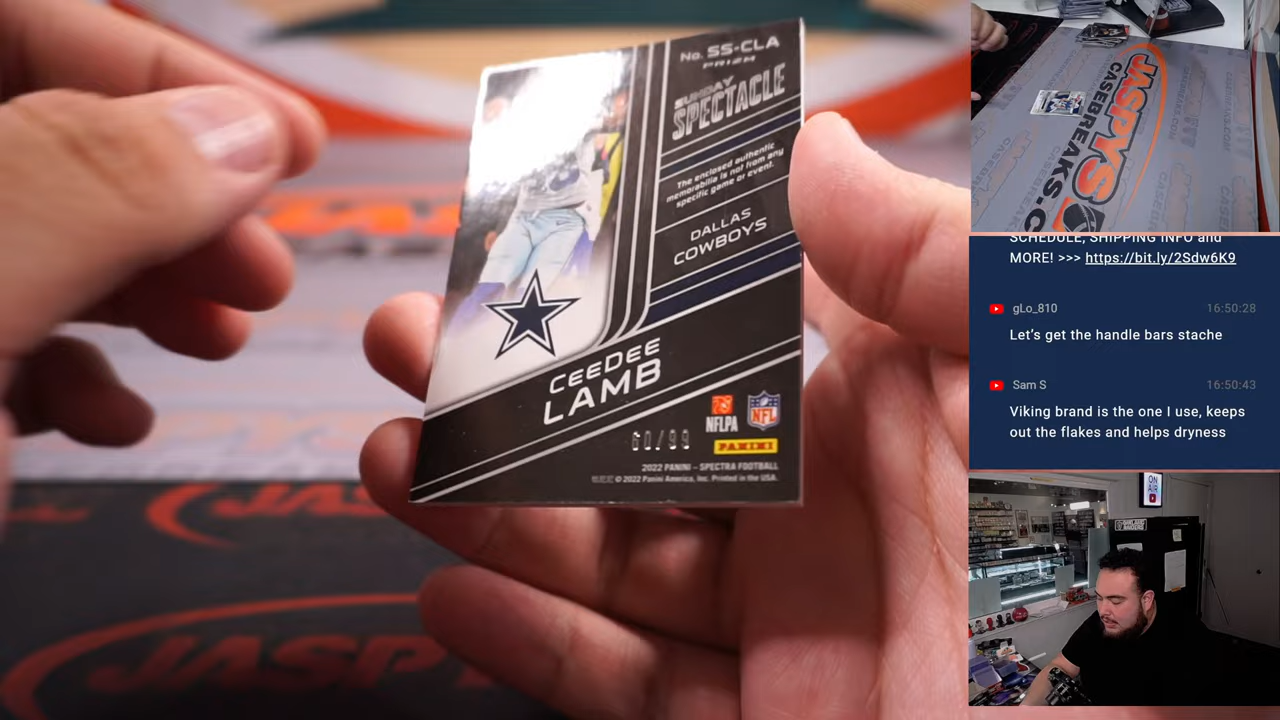 No. SS-CLA
PRIZM
SUNDAY
SPECTACLE
The enclosed authentic
memorabilia is not from any
specific game or event.
DALLAS
COWBOYS
CEEDEE
LAMB
60/99
NFLPA
NFL
PANINI
2022 PANINI – SPECTRA FOOTBALL
© 2022 Panini America, Inc. Printed in the USA.
JASPY
JASPYS
CASEBREAKS.C
SCHEDULE, SHIPPING INFO and
MORE! >>> https://bit.ly/2Sdw6K9
gLo_810 16:50:28
Let's get the handle bars stache
Sam S 16:50:43
Viking brand is the one I use, keeps
out the flakes and helps dryness
ON
AIR